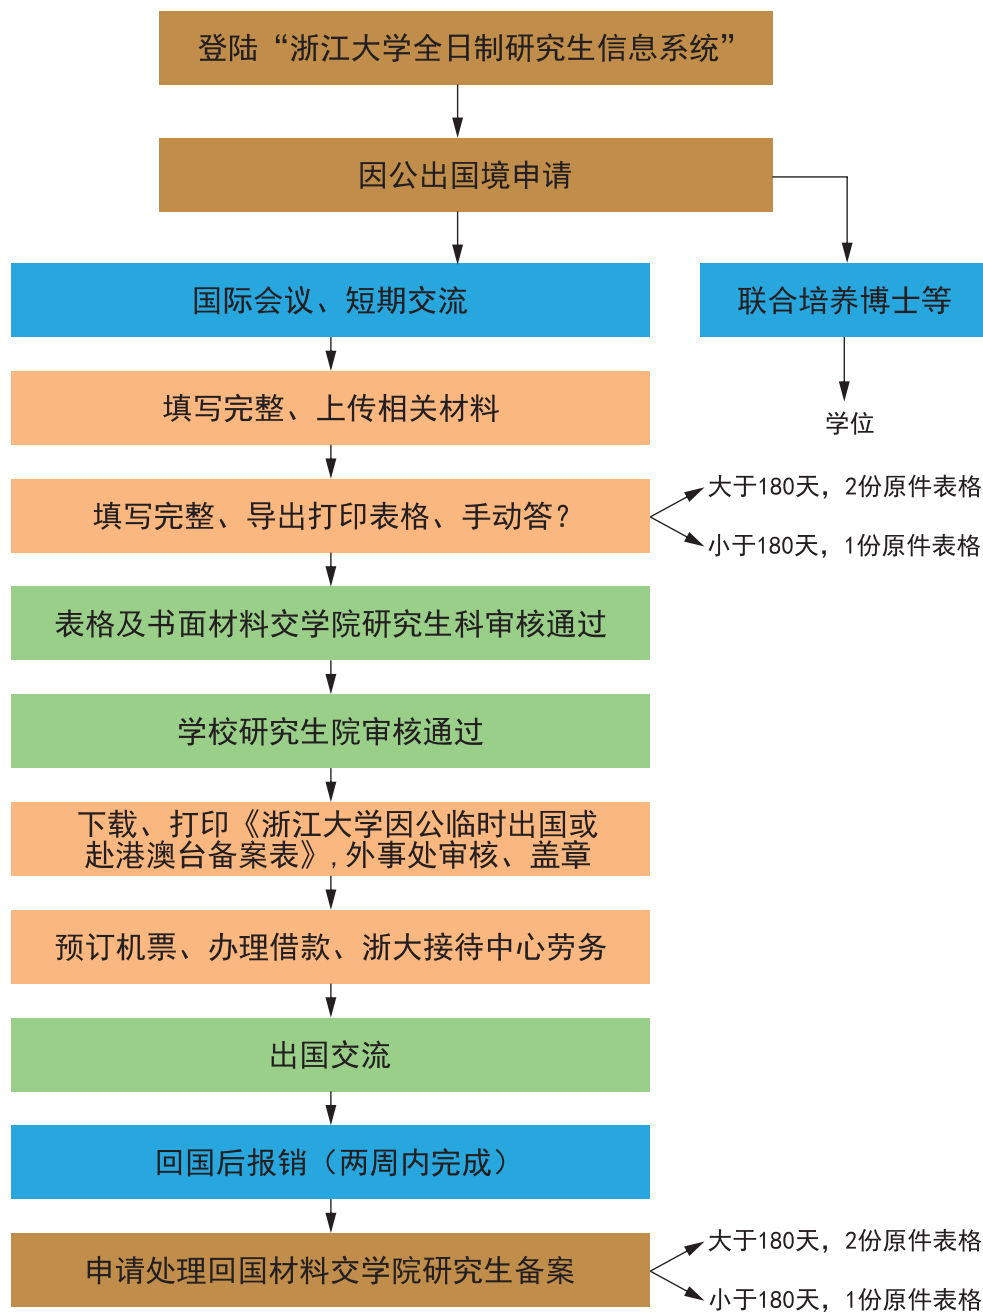 登陆“浙江大学全日制研究生信息系统”
因公出国境申请
国际会议、短期交流
联合培养博士等
填写完整、上传相关材料
学位
填写完整、导出打印表格、手动答？
大于180天，2份原件表格
小于180天，1份原件表格
表格及书面材料交学院研究生科审核通过
学校研究生院审核通过
下载、打印《浙江大学因公临时出国或
赴港澳台备案表》,外事处审核、盖章
预订机票、办理借款、浙大接待中心劳务
出国交流
回国后报销（两周内完成）
申请处理回国材料交学院研究生备案
大于180天，2份原件表格
小于180天，1份原件表格